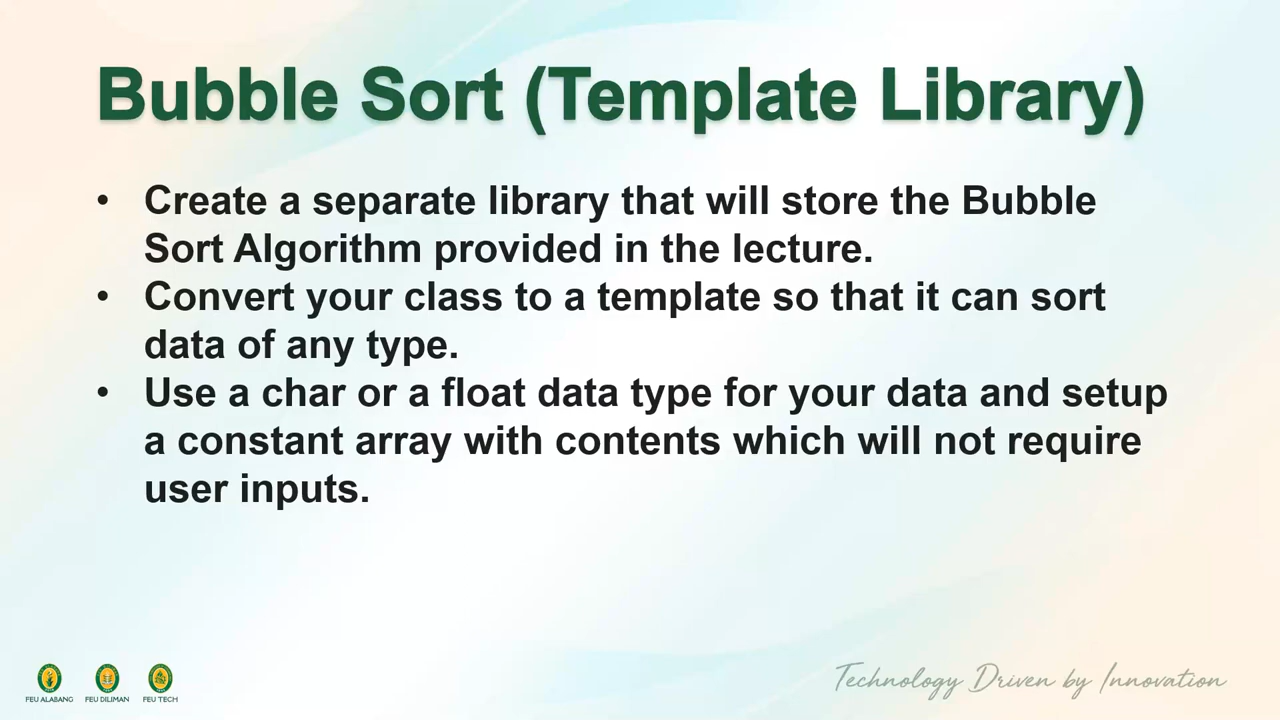 Bubble Sort (Template Library)
• Create a separate library that will store the Bubble
Sort Algorithm provided in the lecture.
• Convert your class to a template so that it can sort
data of any type.
• Use a char or a float data type for your data and setup
a constant array with contents which will not require
user inputs.
FEU ALABANG FEU DILIMAN FEU TECH
Technology Driven by Innovation